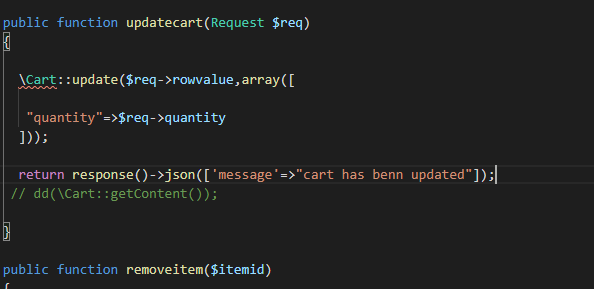 public function updatecart(Request $req)
{
\Cart::update($req->rowvalue,array([
"quantity"=>$req->quantity
]));
return response()->json(['message'=>"cart has benn updated"]);
// dd(\Cart::getContent());
}
public function removeitem($itemid)
{